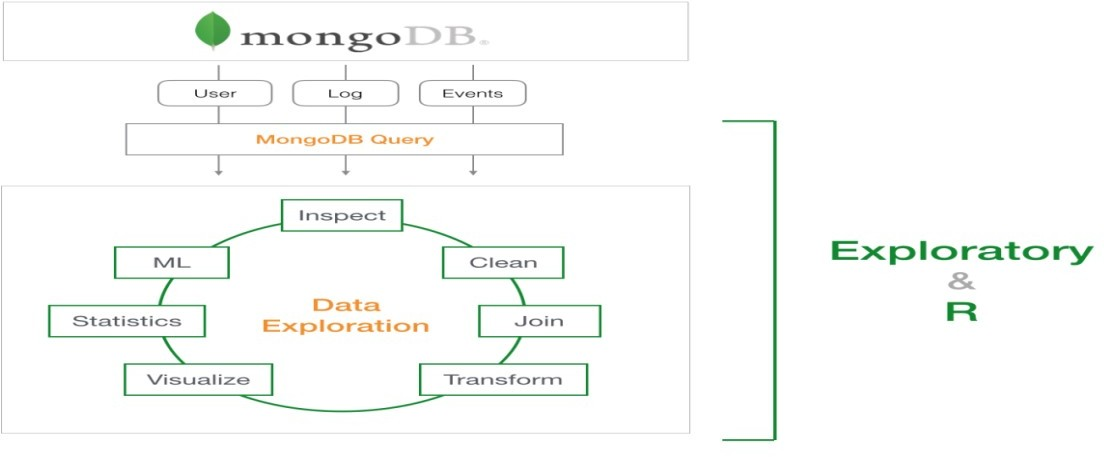 mongoDB.
User
Log
Events
MongoDB Query
Inspect
ML
Clean
Data
Exploration
Statistics
Join
Visualize
Transform
Exploratory
&
R